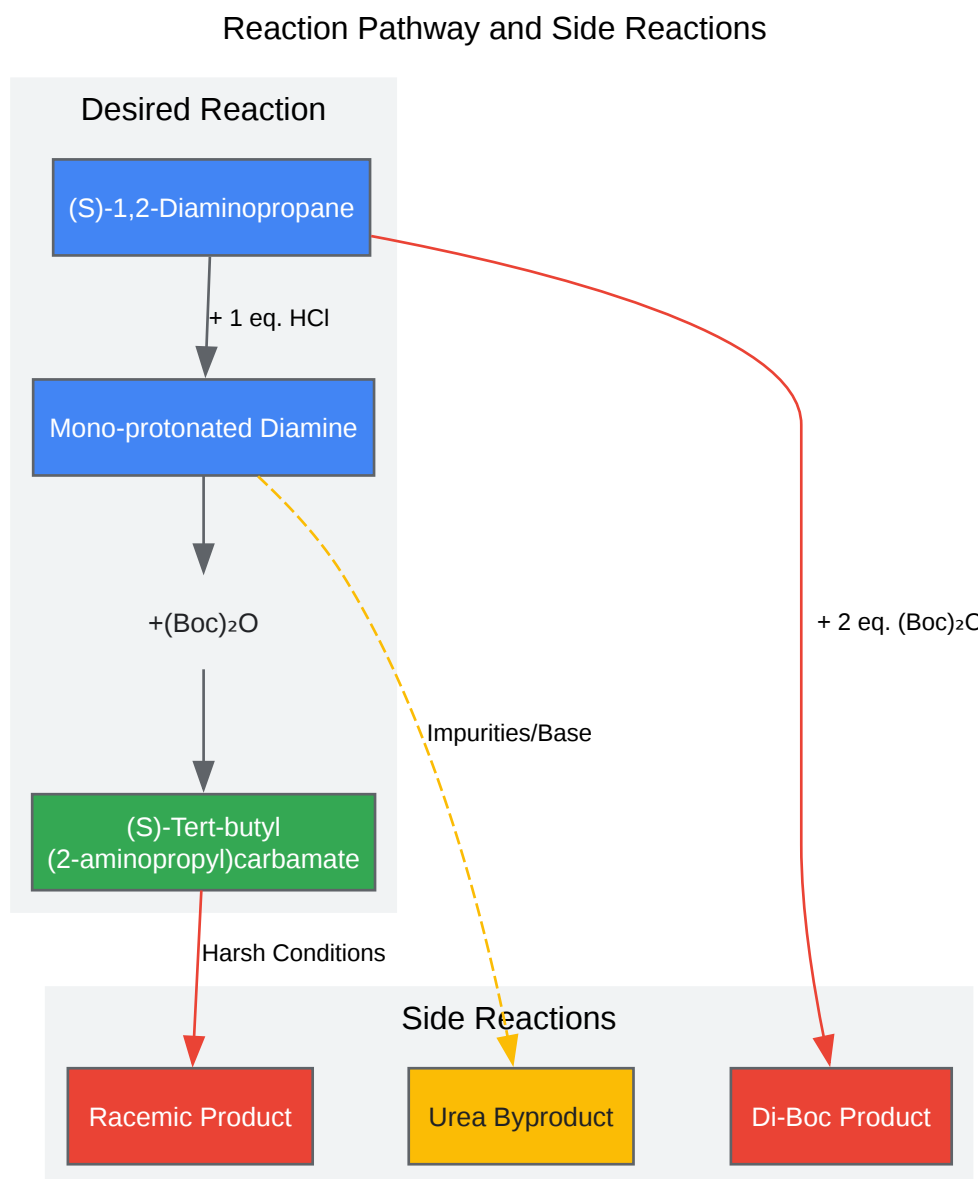 Reaction Pathway and Side Reactions
Desired Reaction
(S)-1,2-Diaminopropane
+ 1 eq. HCl
Mono-protonated Diamine
+(Boc)₂O
+ 2 eq. (Boc)₂O
Impurities/Base
(S)-Tert-butyl
(2-aminopropyl)carbamate
Harsh Conditions
Side Reactions
Racemic Product
Urea Byproduct
Di-Boc Product